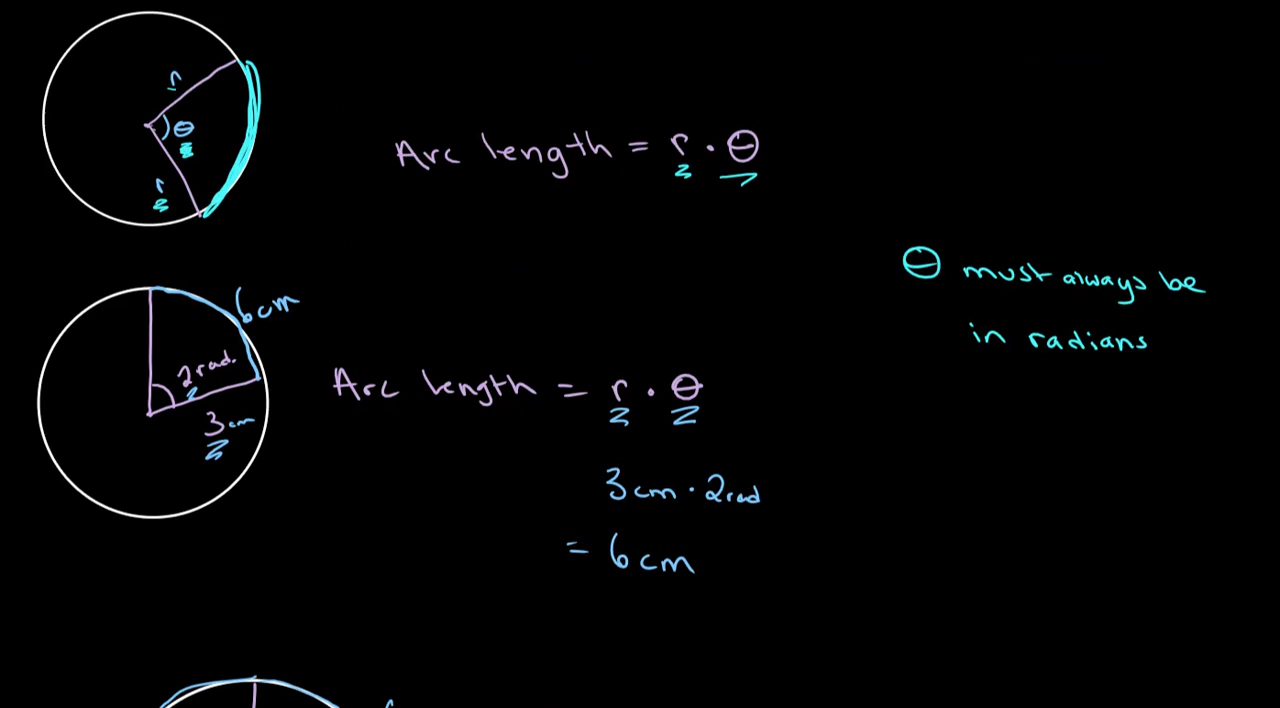 r
θ
r
Arc length = r · θ
θ must always be
in radians
6cm
2rad.
3cm
Arc length = r · θ
3cm · 2rad
= 6cm